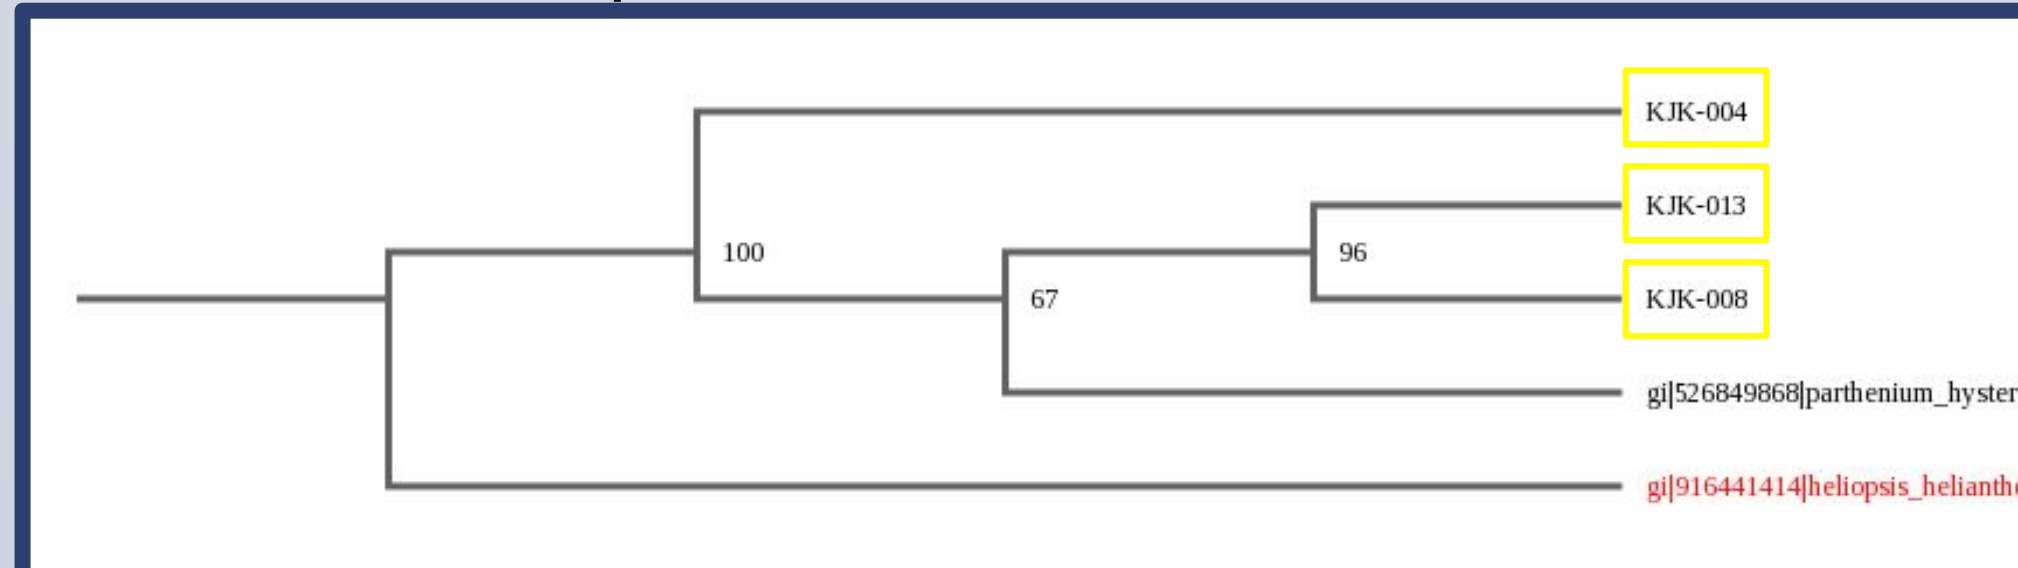 KJK-004
KJK-013
100
96
67
KJK-008
gi|526849868|parthenium_hyster
gi|916441414|heliopsis_helianth